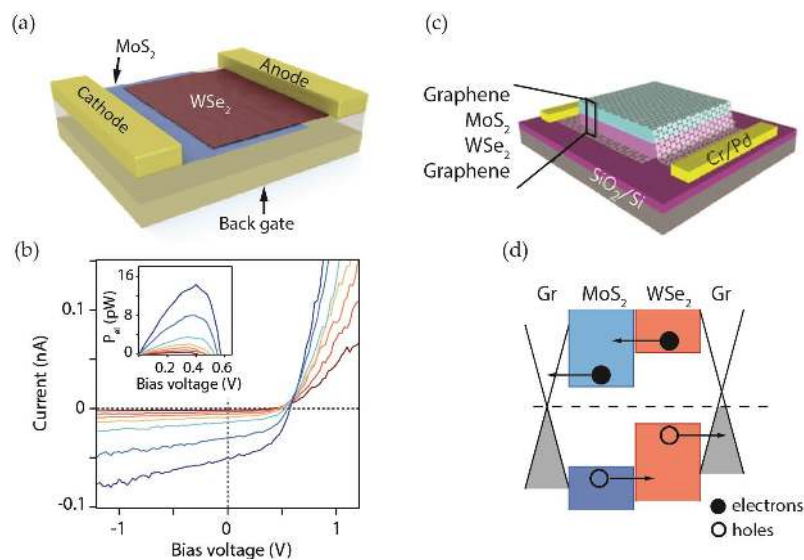 (a)
MoS2
Cathode
WSe2
Anode
Back gate
(b)
0.1
0
-0.1
Current (nA)
-1
0
1
Bias voltage (V)
16
8
0
Pel (pW)
0.2
0.4
0.6
Bias voltage (V)
(c)
Graphene
MoS2
WSe2
Graphene
Cr/Pd
SiO2/Si
(d)
Gr
MoS2
WSe2
Gr
electrons
holes